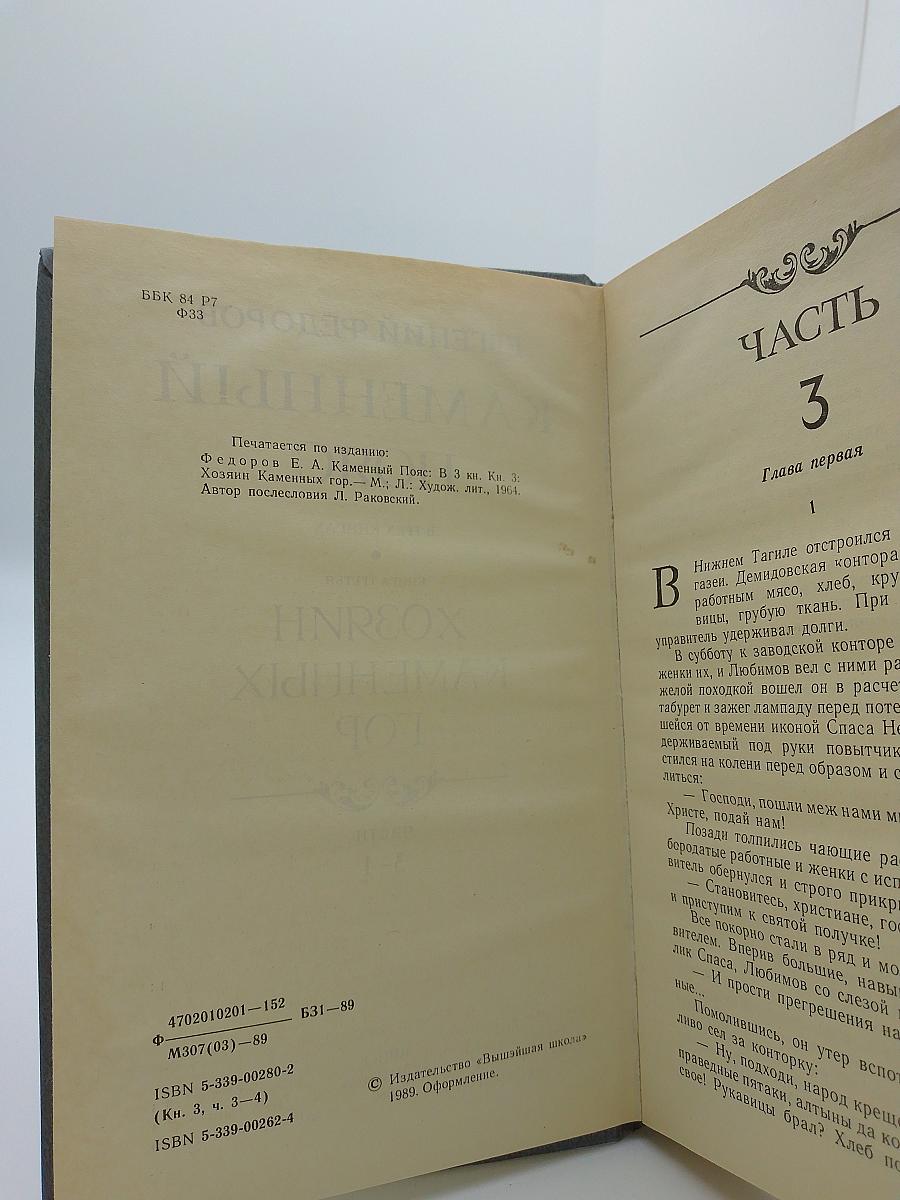 ББК 84 Р7
Ф33
Печатается по изданию:
Федоров Е. А. Каменный Пояс: В 3 кн. Кн. 3:
Хозяин Каменных гор.— М.; Л.: Худож. лит., 1964.
Автор послесловия Л. Раковский.
Ф 4702010201—152 БЗ1—89
М307(03)—89
ISBN 5-339-00280-2
(Кн. 3, ч. 3—4)
ISBN 5-339-00262-4
© Издательство «Вышэйшая школа»
1989. Оформление.
ЧАСТЬ
3
Глава первая
1
В Нижнем Тагиле отстроился
газеи. Демидовская контора
работным мясо, хлеб, кру
вицы, грубую ткань. При
управитель удерживал долги.
В субботу к заводской конторе
женки их, и Любимов вел с ними ра
желой походкой вошел он в расчет
табурет и зажег лампаду перед поте
шейся от времени иконой Спаса Не
держиваемый под руки повытчик
стился на колени перед образом и с
литься:
— Господи, пошли меж нами ми
Христе, подай нам!
Позади толпились чающие рас
бородатые работные и женки с исп
витель обернулся и строго прикри
— Становитесь, христиане, гос
и приступим к святой получке!
Все покорно стали в ряд и мо
вителем. Вперив большие, навы
лик Спаса, Любимов со слезой
— И прости прегрешения на
ные...
Помолившись, он утер вспот
ливо сел за конторку:
— Ну, подходи, народ креще
праведные пятаки, алтыны да ко
свое! Рукавицы брал? Хлеб по